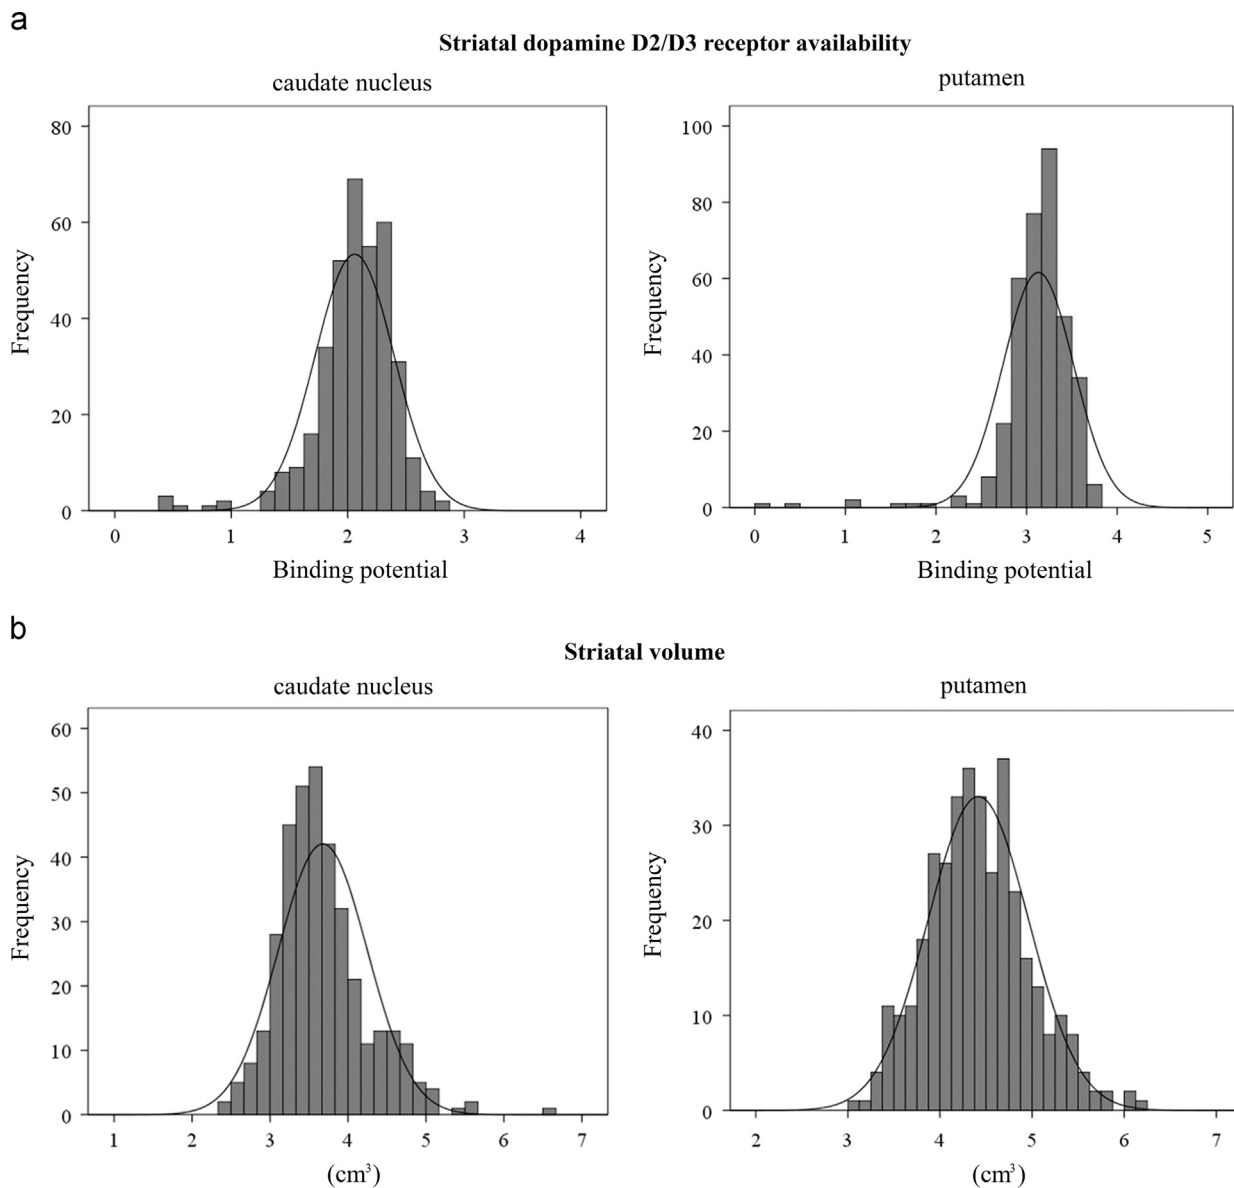 a
Striatal dopamine D2/D3 receptor availability
caudate nucleus
80
60
40
20
0
Frequency
0 1 2 3 4
Binding potential
putamen
100
80
60
40
20
0
Frequency
0 1 2 3 4 5
Binding potential
b
Striatal volume
caudate nucleus
60
50
40
30
20
10
0
Frequency
1 2 3 4 5 6 7
(cm³)
putamen
40
30
20
10
0
Frequency
2 3 4 5 6 7
(cm³)